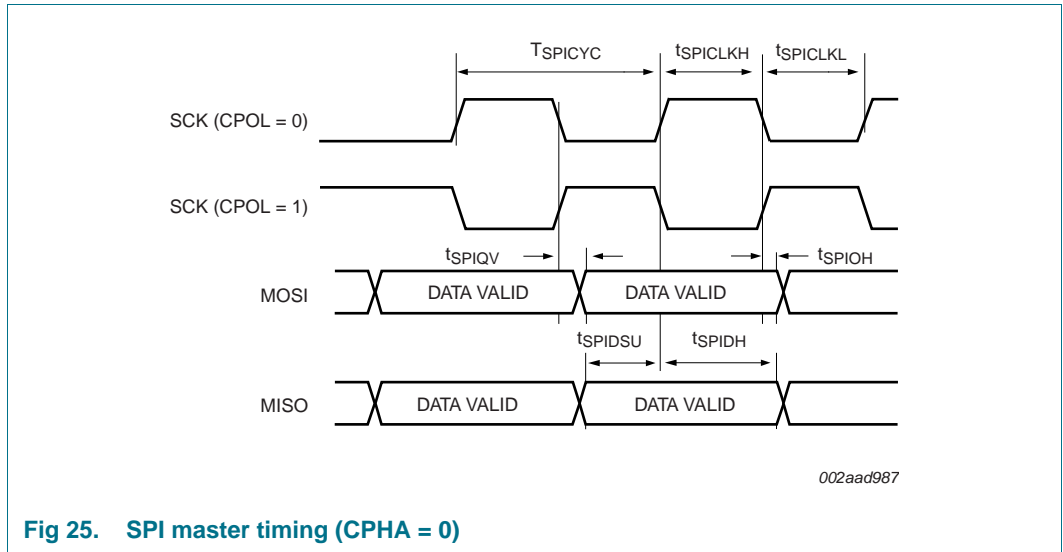 TSPICYC tSPICLKH tSPICLKL
SCK (CPOL = 0)
SCK (CPOL = 1)
tSPIQV tSPIOH
MOSI DATA VALID DATA VALID
tSPIDSU tSPIDH
MISO DATA VALID DATA VALID
002aad987
Fig 25. SPI master timing (CPHA = 0)